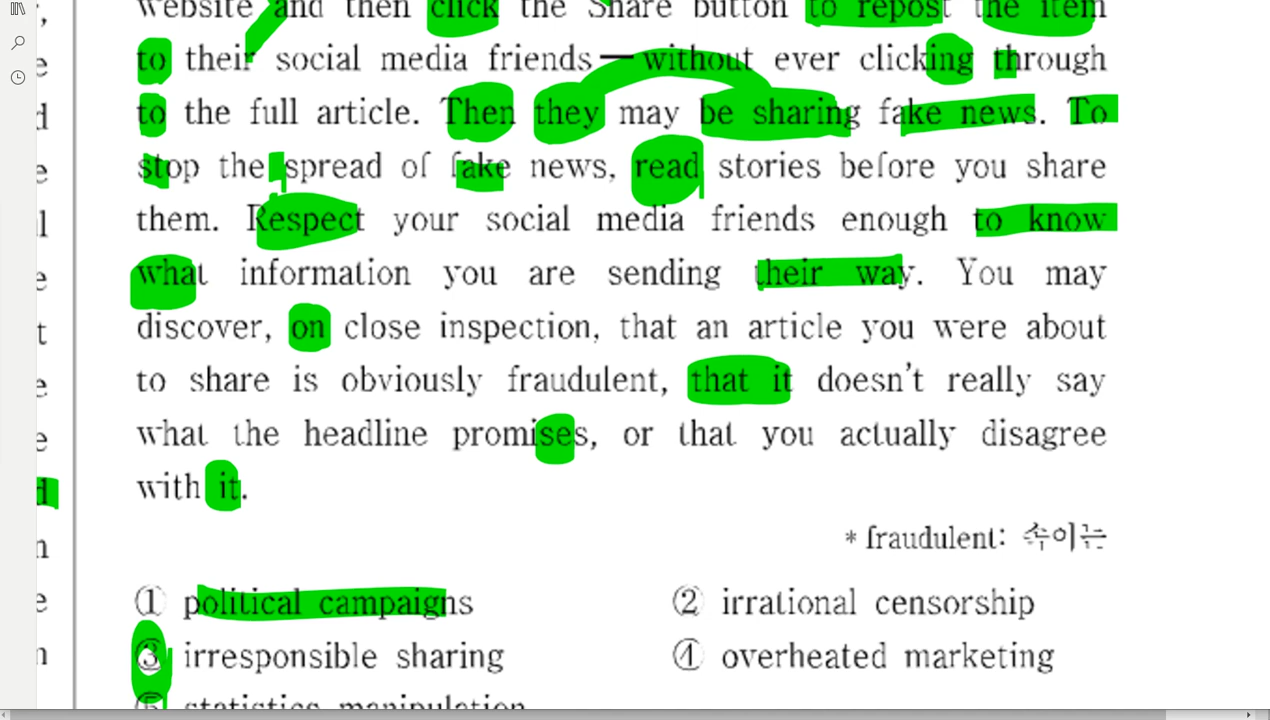 website and then click the Share button to repost the item
to their social media friends—without ever clicking through
to the full article. Then they may be sharing fake news. To
stop the spread of fake news, read stories before you share
them. Respect your social media friends enough to know
what information you are sending their way. You may
discover, on close inspection, that an article you were about
to share is obviously fraudulent, that it doesn't really say
what the headline promises, or that you actually disagree
with it.
* fraudulent: 속이는
① political campaigns
② irrational censorship
③ irresponsible sharing
④ overheated marketing
⑤ statistics manipulation